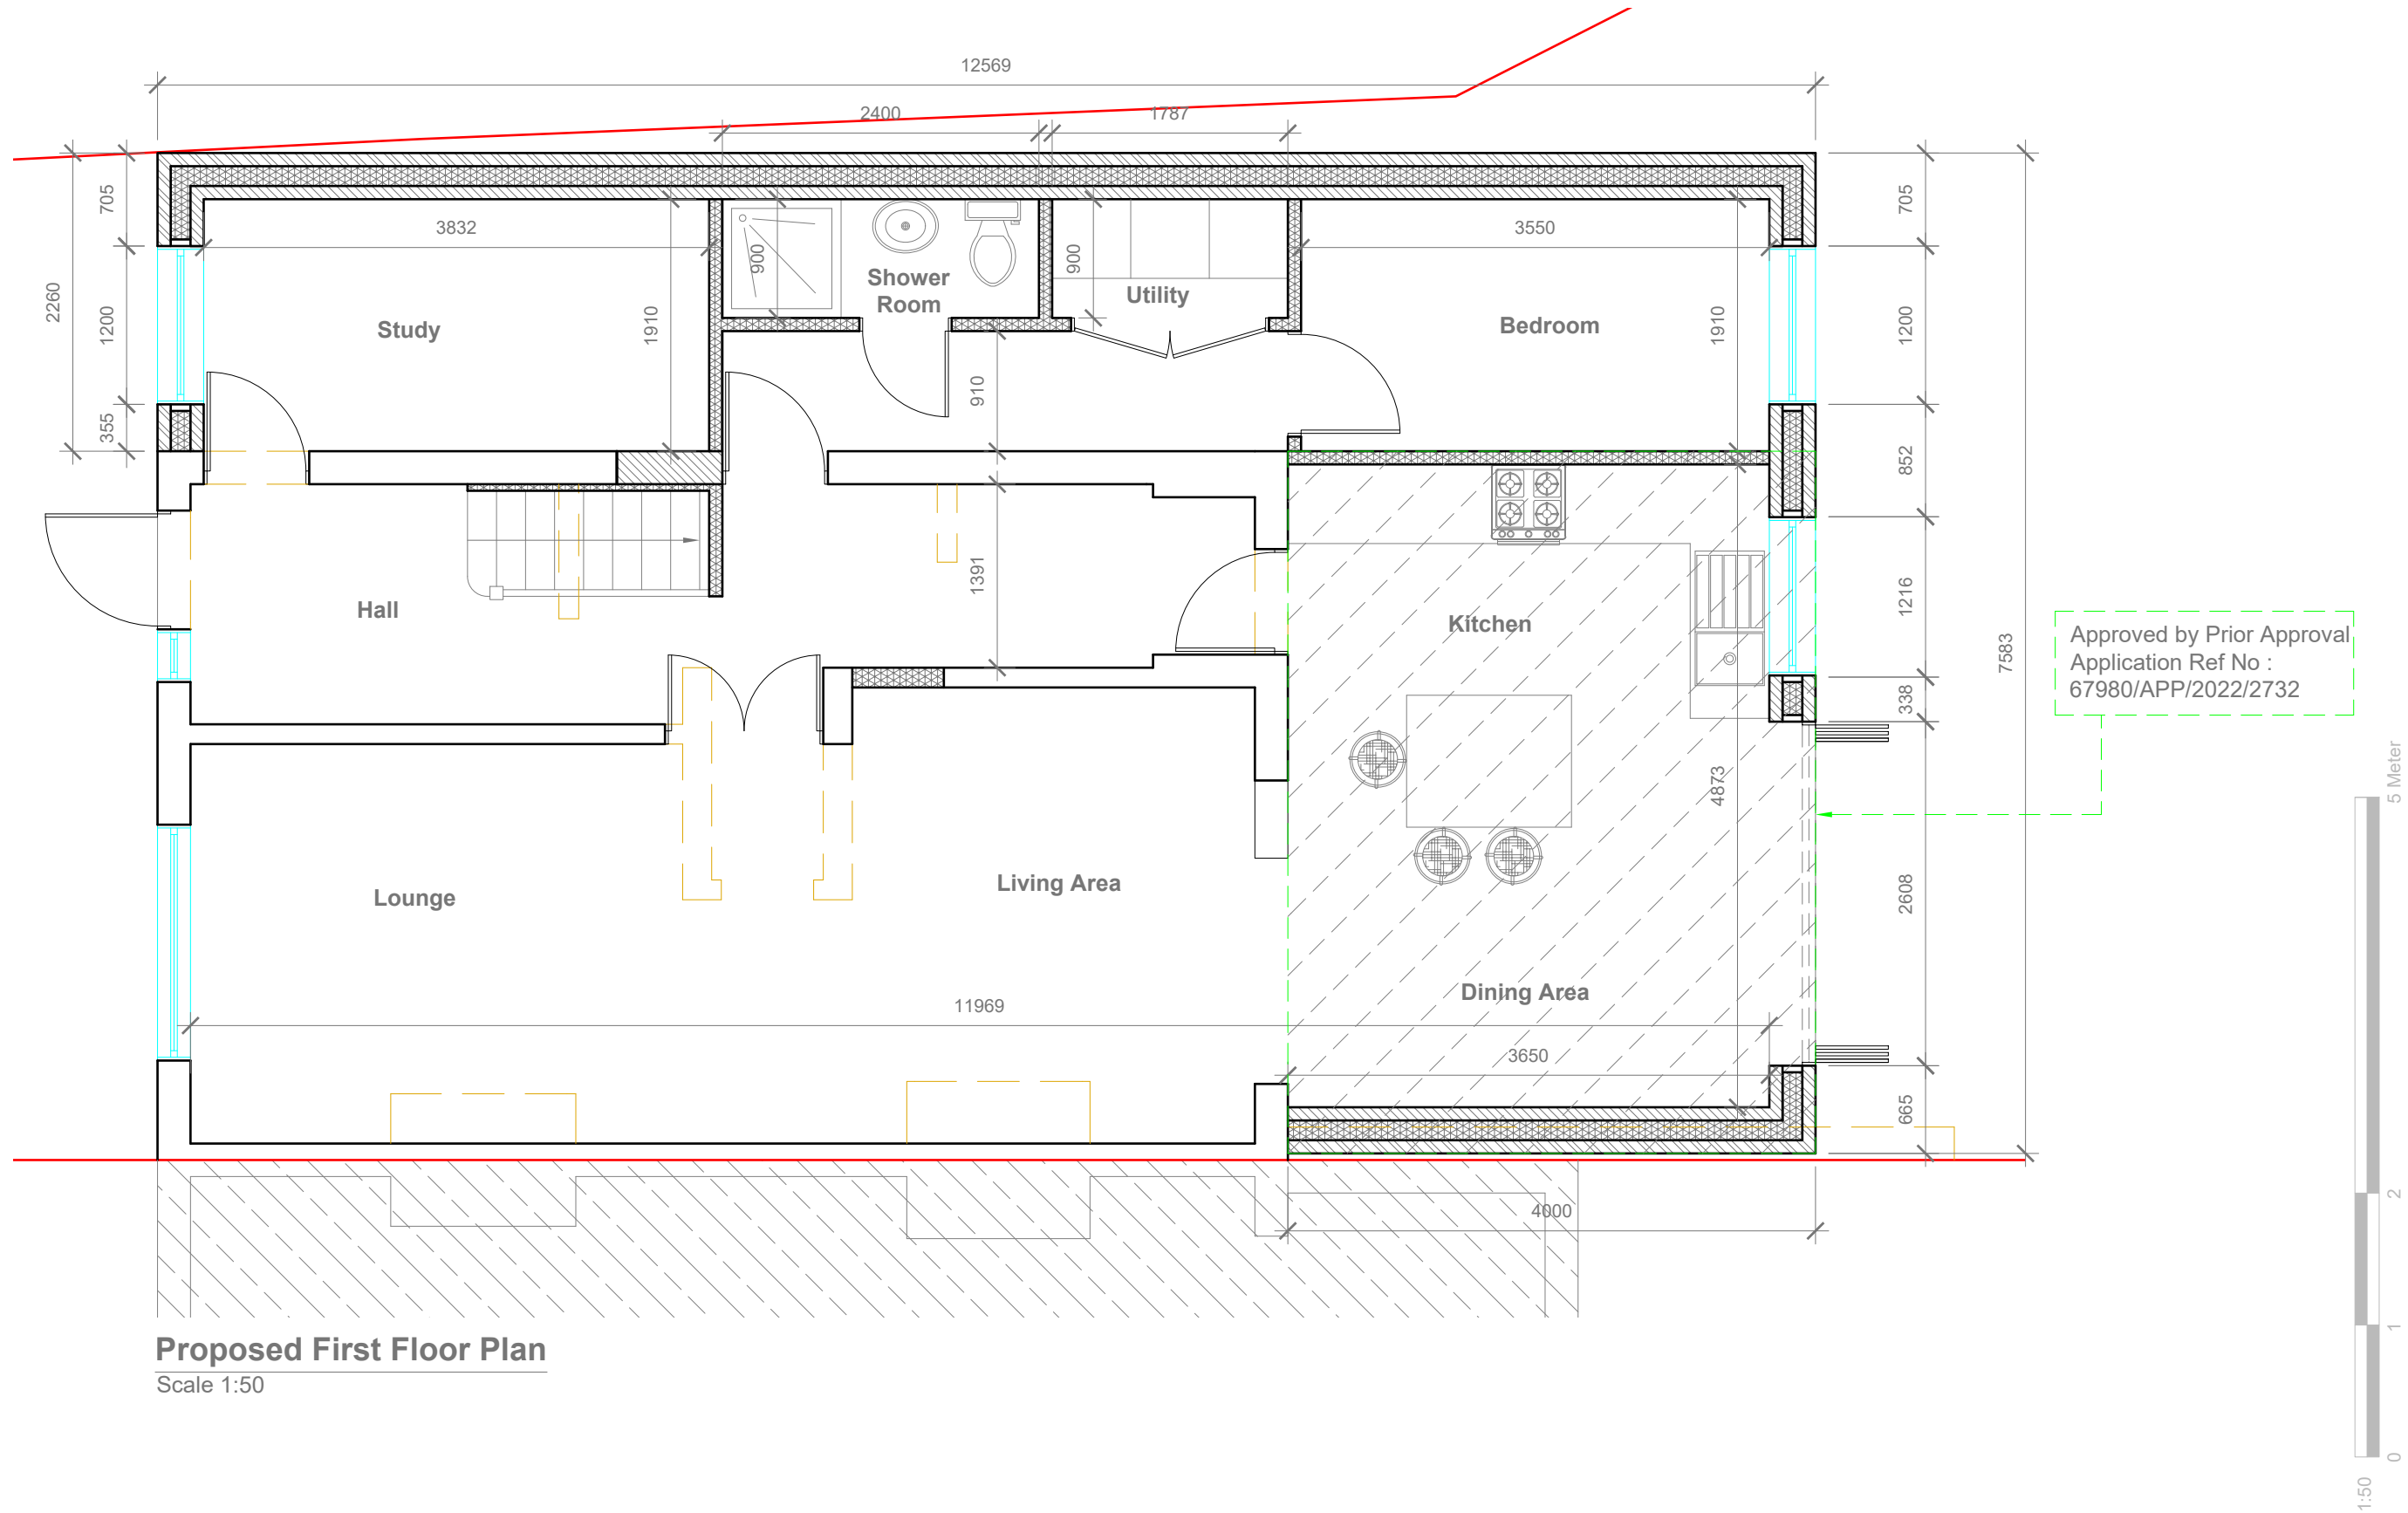 12569
2400
1787
705
2260
1200
355
3832
1910
900
Shower
Room
900
Utility
3550
Study
Bedroom
1910
705
1200
910
852
Hall
1391
Kitchen
1216
7583
338
Approved by Prior Approval
Application Ref No :
67980/APP/2022/2732
4873
5 Meter
Lounge
Living Area
2608
Dining Area
11969
3650
665
4000
2
1
0
1:50
Proposed First Floor Plan
Scale 1:50